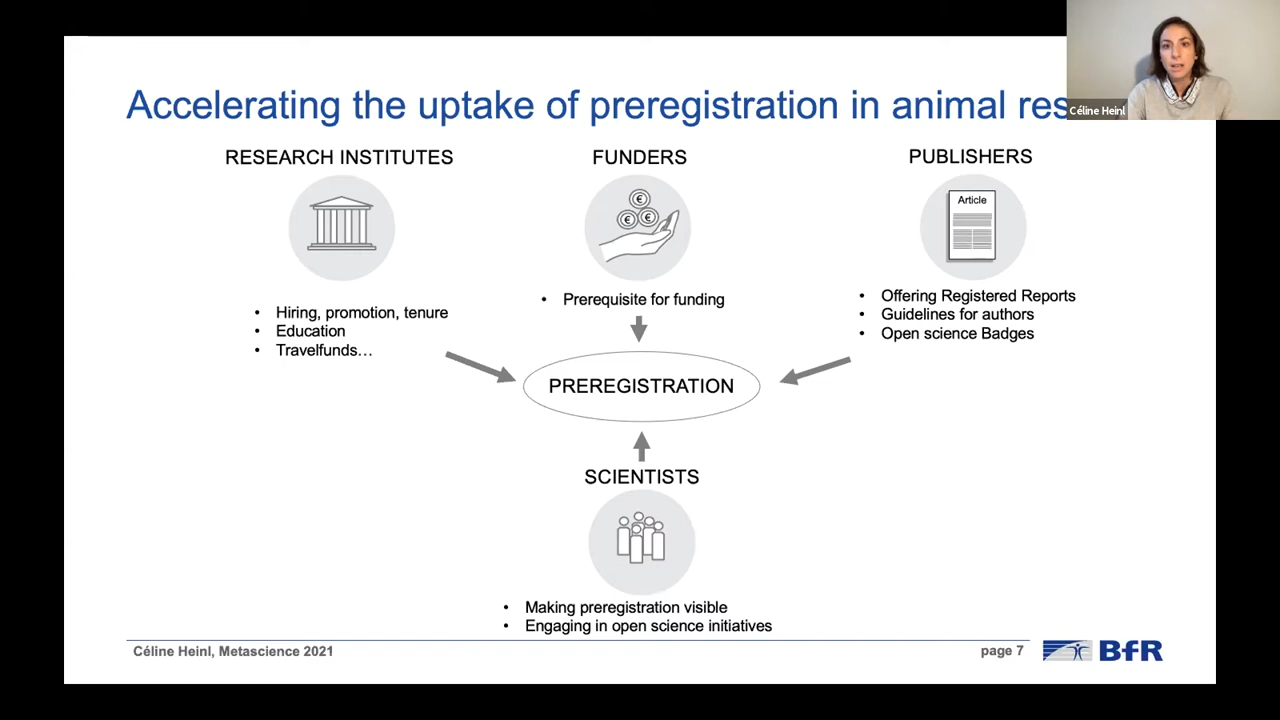 Céline Heinl
Accelerating the uptake of preregistration in animal res
RESEARCH INSTITUTES
FUNDERS
PUBLISHERS
€
€ €
Article
• Hiring, promotion, tenure
• Education
• Travelfunds…
• Prerequisite for funding
• Offering Registered Reports
• Guidelines for authors
• Open science Badges
PREREGISTRATION
SCIENTISTS
• Making preregistration visible
• Engaging in open science initiatives
Céline Heinl, Metascience 2021
page 7
BfR